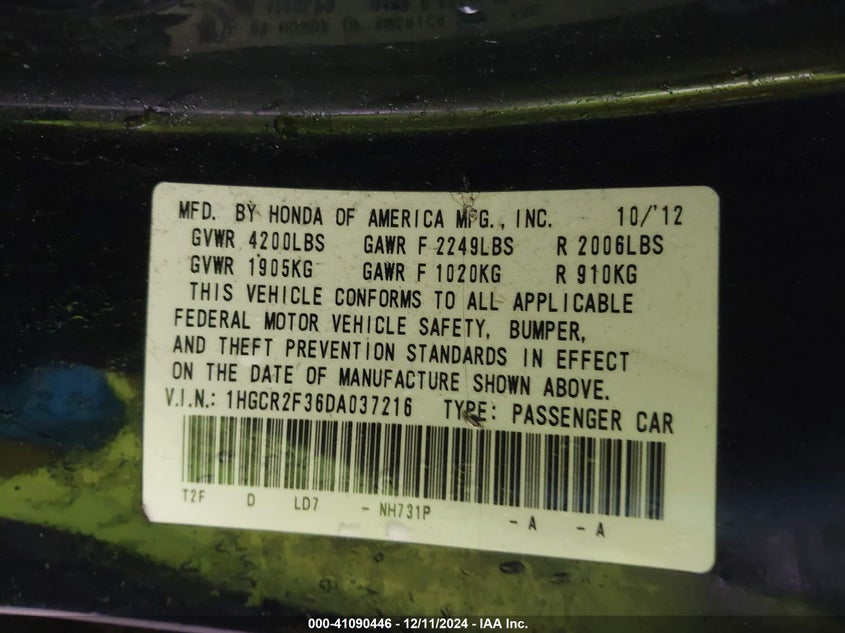 MFD. BY HONDA OF AMERICA MFG., INC. 10/'12
GVWR 4200LBS GAWR F 2249LBS R 2006LBS
GVWR 1905KG GAWR F 1020KG R 910KG
THIS VEHICLE CONFORMS TO ALL APPLICABLE
FEDERAL MOTOR VEHICLE SAFETY, BUMPER,
AND THEFT PREVENTION STANDARDS IN EFFECT
ON THE DATE OF MANUFACTURE SHOWN ABOVE.
V.I.N.: 1HGCR2F36DA037216 TYPE: PASSENGER CAR
T2F D LD7 - NH731P - A - A
000-41090446 - 12/11/2024 - IAA Inc.